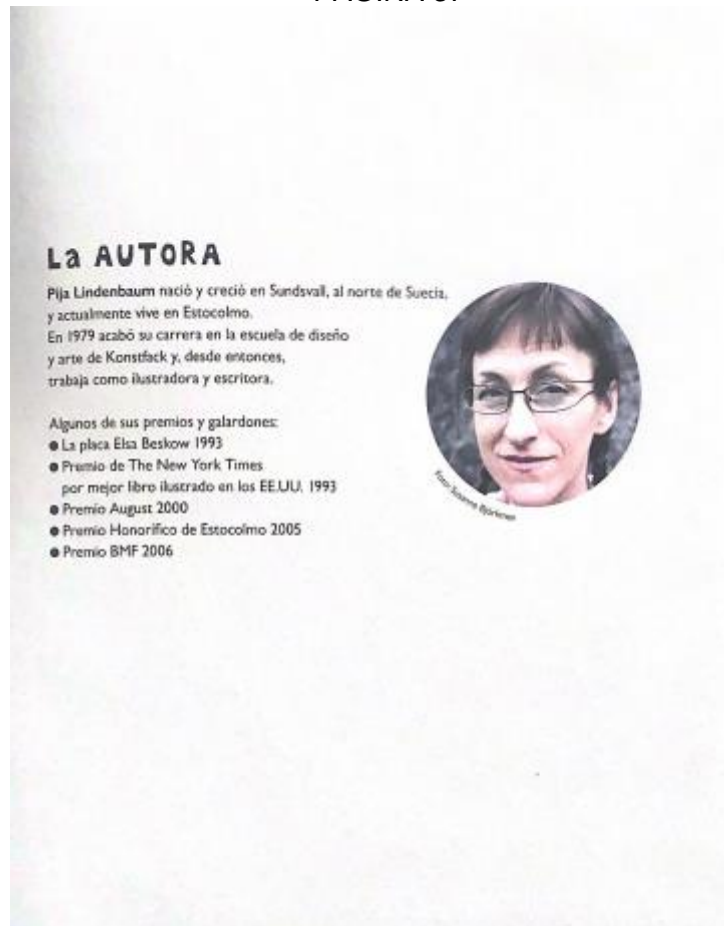 La AUTORA
Pija Lindenbaum nació y creció en Sundsvall, al norte de Suecia,
y actualmente vive en Estocolmo.
En 1979 acabó su carrera en la escuela de diseño
y arte de Konstfack y, desde entonces,
trabaja como ilustradora y escritora.
Algunos de sus premios y galardones:
● La placa Elsa Beskow 1993
● Premio de The New York Times
por mejor libro ilustrado en los EE.UU. 1993
● Premio August 2000
● Premio Honorífico de Estocolmo 2005
● Premio BMF 2006
Foto: Susanne